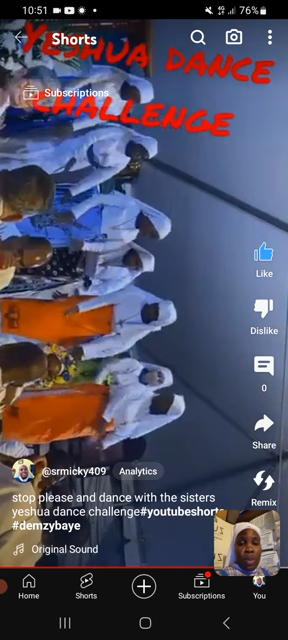 10:51
4G
76%
Shorts
YESHUA DANCE
CHALLENGE
Subscriptions
Like
Dislike
0
Share
Remix
@srmicky409 Analytics
stop please and dance with the sisters
yeshua dance challenge#youtubeshorts
#demzybaye
Original Sound
Home
Shorts
Subscriptions
You